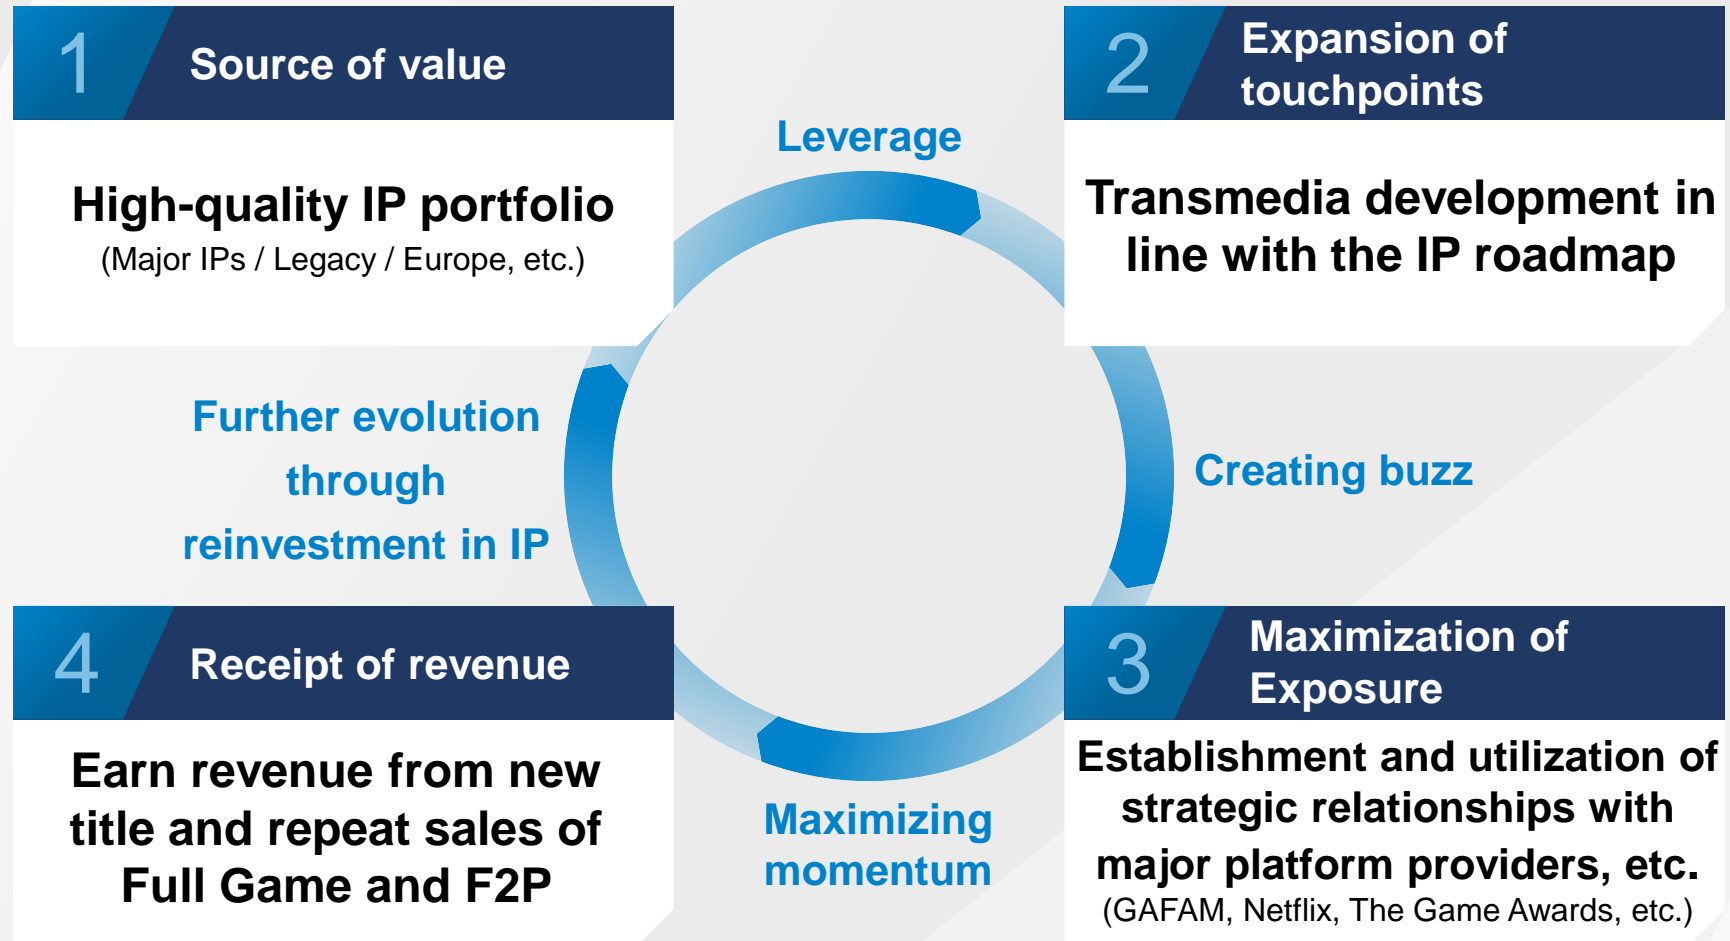 1
Source of value
High-quality IP portfolio
(Major IPs / Legacy / Europe, etc.)
Leverage
2
Expansion of
touchpoints
Transmedia development in
line with the IP roadmap
Creating buzz
3
Maximization of
Exposure
Establishment and utilization of
strategic relationships with
major platform providers, etc.
(GAFAM, Netflix, The Game Awards, etc.)
Maximizing
momentum
4
Receipt of revenue
Earn revenue from new
title and repeat sales of
Full Game and F2P
Further evolution
through
reinvestment in IP